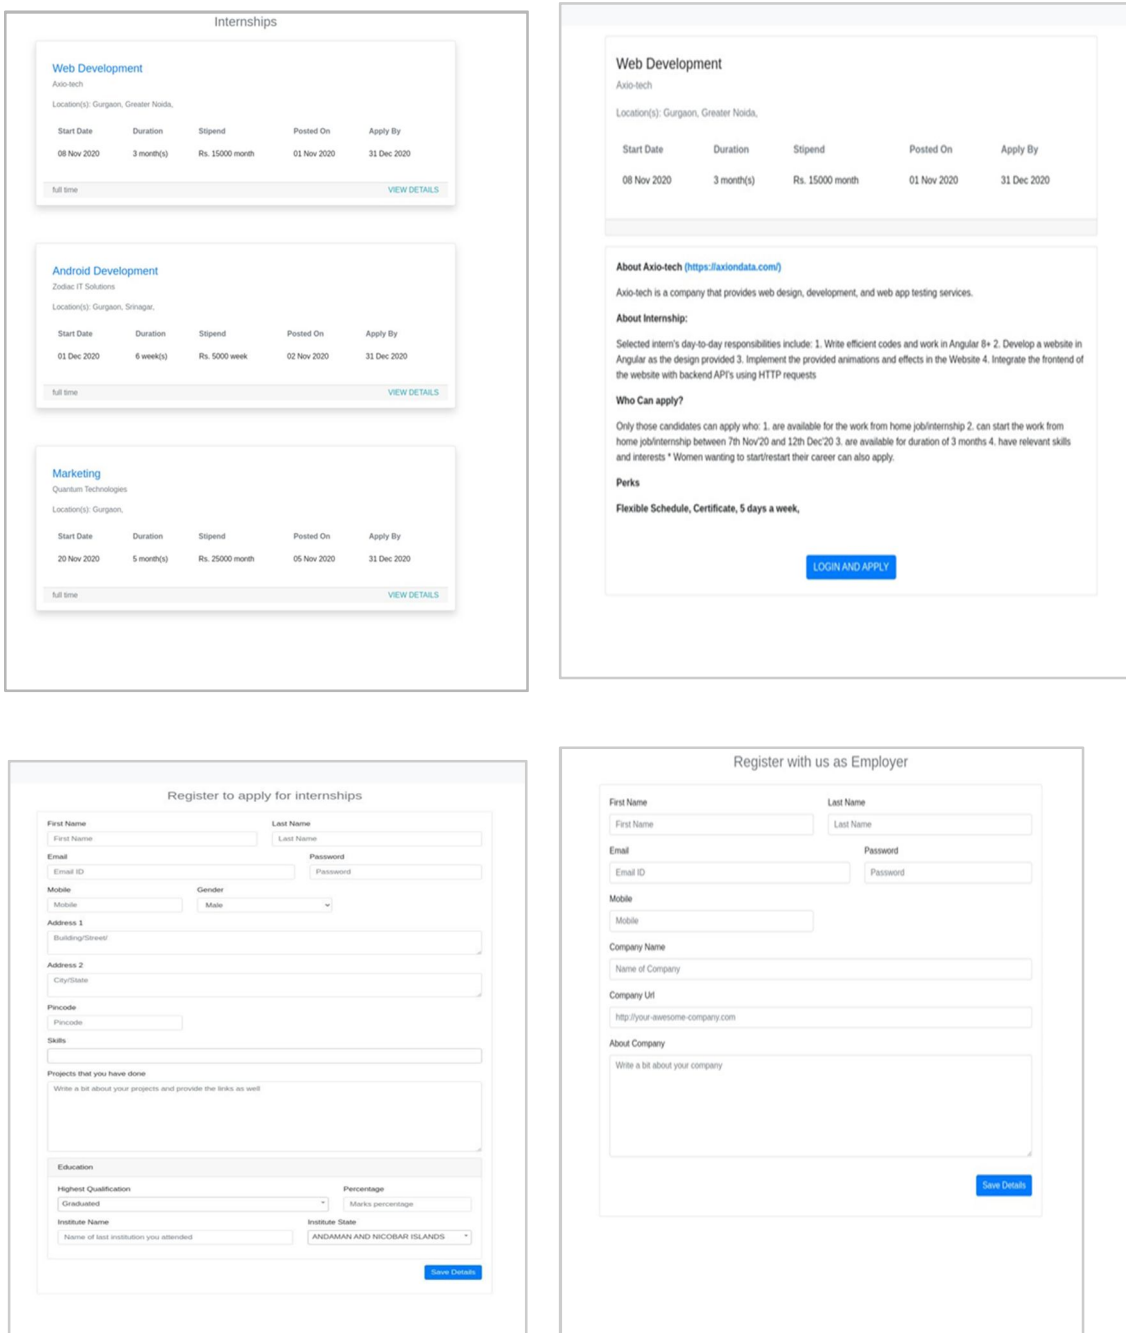 Internships
Web Development
Axio-tech
Location(s): Gurgaon, Greater Noida,
Start Date Duration Stipend Posted On Apply By
08 Nov 2020 3 month(s) Rs. 15000 month 01 Nov 2020 31 Dec 2020
full time VIEW DETAILS
Android Development
Zodiac IT Solutions
Location(s): Gurgaon, Srinagar,
Start Date Duration Stipend Posted On Apply By
01 Dec 2020 6 week(s) Rs. 5000 week 02 Nov 2020 31 Dec 2020
full time VIEW DETAILS
Marketing
Quantum Technologies
Location(s): Gurgaon,
Start Date Duration Stipend Posted On Apply By
20 Nov 2020 5 month(s) Rs. 25000 month 05 Nov 2020 31 Dec 2020
full time VIEW DETAILS
Web Development
Axio-tech
Location(s): Gurgaon, Greater Noida,
Start Date Duration Stipend Posted On Apply By
08 Nov 2020 3 month(s) Rs. 15000 month 01 Nov 2020 31 Dec 2020
About Axio-tech (https://axiondata.com/)
Axio-tech is a company that provides web design, development, and web app testing services.
About Internship:
Selected intern's day-to-day responsibilities include: 1. Write efficient codes and work in Angular 8+ 2. Develop a website in
Angular as the design provided 3. Implement the provided animations and effects in the Website 4. Integrate the frontend of
the website with backend API's using HTTP requests
Who Can apply?
Only those candidates can apply who: 1. are available for the work from home job/internship 2. can start the work from
home job/internship between 7th Nov'20 and 12th Dec'20 3. are available for duration of 3 months 4. have relevant skills
and interests * Women wanting to start/restart their career can also apply.
Perks
Flexible Schedule, Certificate, 5 days a week,
LOGIN AND APPLY
Register to apply for internships
First Name Last Name
First Name Last Name
Email Password
Email ID Password
Mobile Gender
Mobile Male
Address 1
Building/Street/
Address 2
City/State
Pincode
Pincode
Skills
Projects that you have done
Write a bit about your projects and provide the links as well
Education
Highest Qualification Percentage
Graduated Marks percentage
Institute Name Institute State
Name of last institution you attended ANDAMAN AND NICOBAR ISLANDS
Save Details
Register with us as Employer
First Name Last Name
First Name Last Name
Email Password
Email ID Password
Mobile
Mobile
Company Name
Name of Company
Company Url
http://your-awesome-company.com
About Company
Write a bit about your company
Save Details